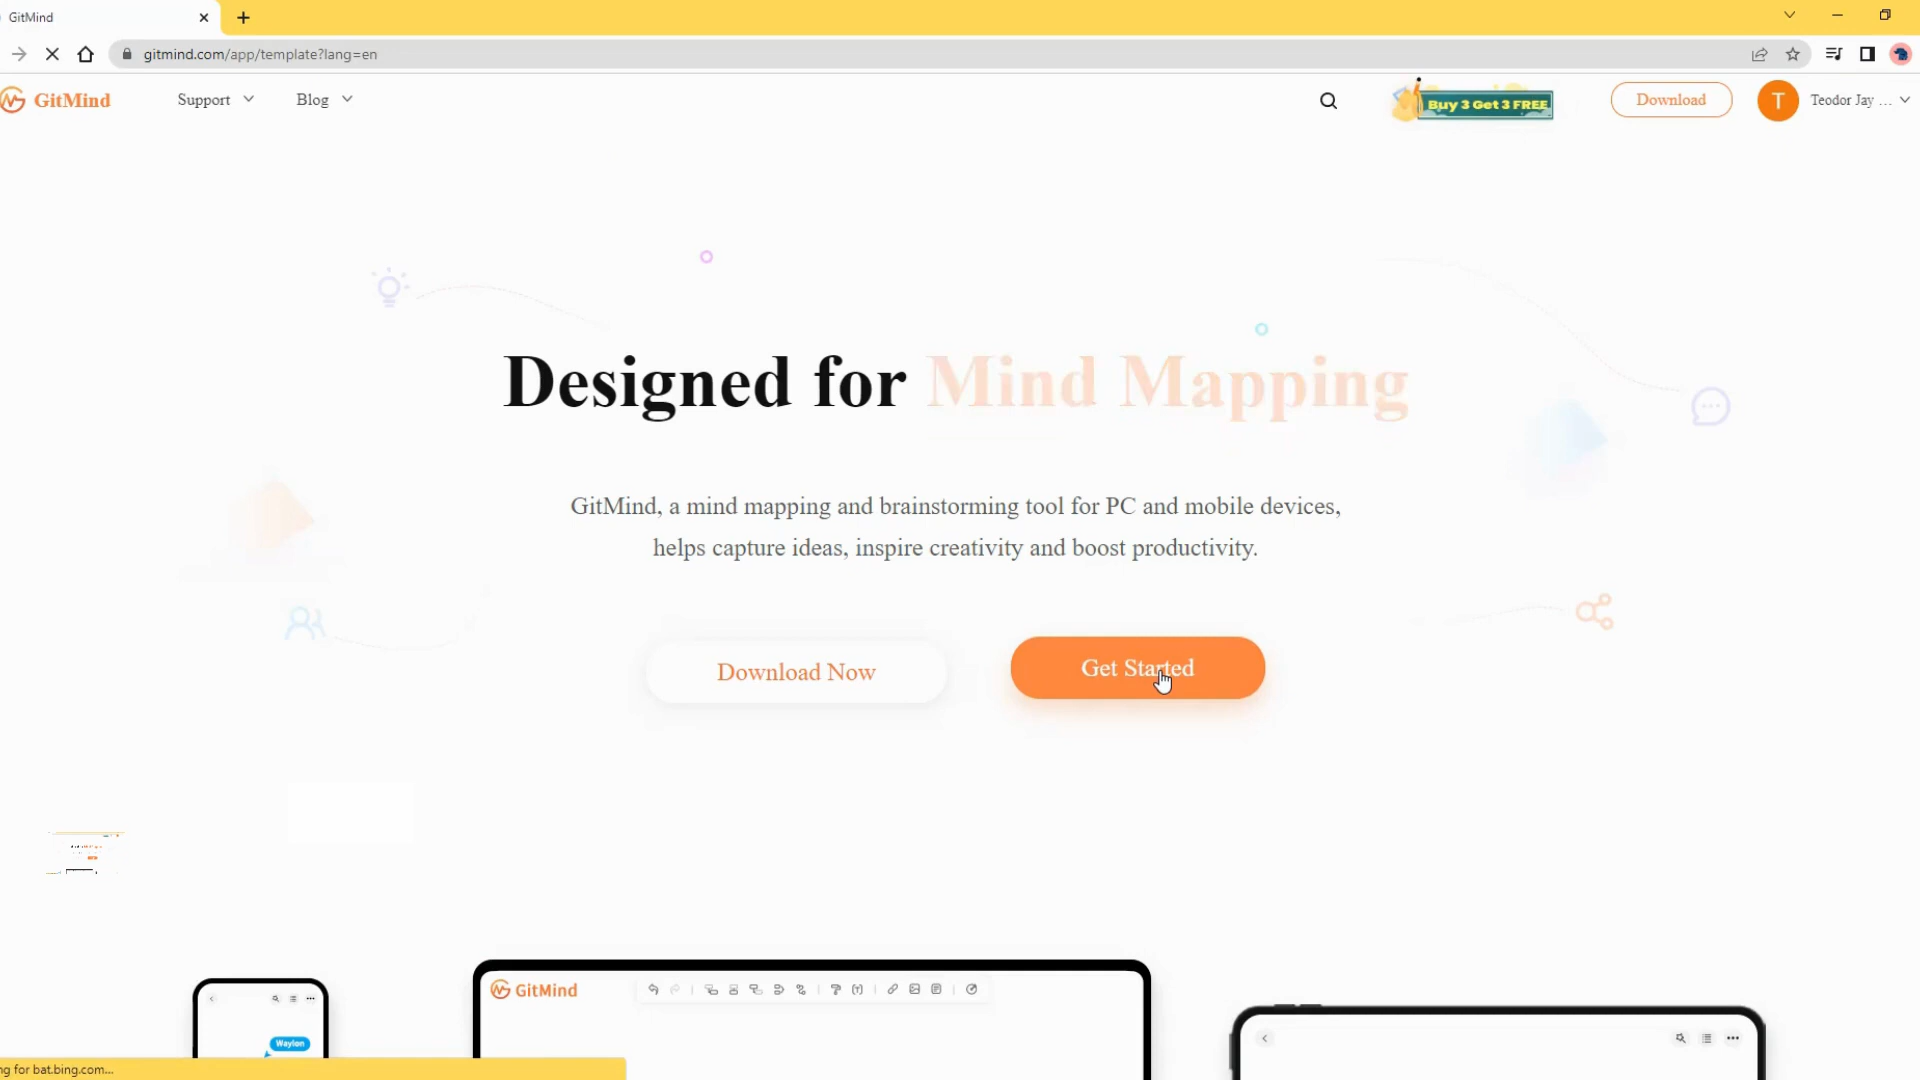 GitMind
gitmind.com/app/template?lang=en
GitMind
Support
Blog
Buy 3 Get 3 FREE
Download
T
Teodor Jay ...
Designed for Mind Mapping
GitMind, a mind mapping and brainstorming tool for PC and mobile devices,
helps capture ideas, inspire creativity and boost productivity.
Download Now
Get Started
GitMind
Waylon
ng for bat.bing.com...